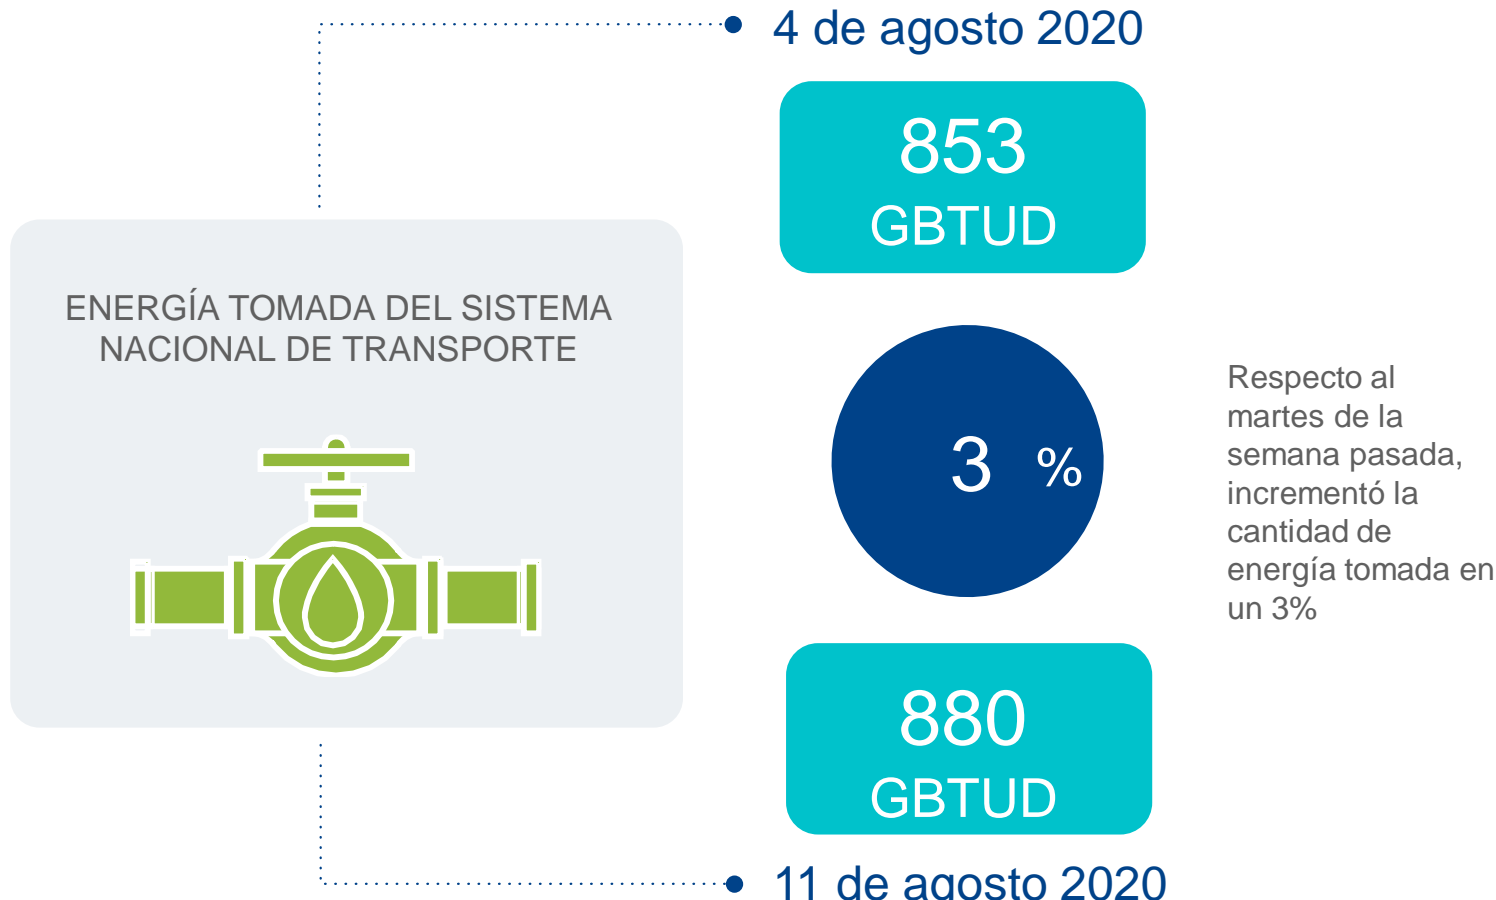 4 de agosto 2020
853
GBTUD
ENERGÍA TOMADA DEL SISTEMA
NACIONAL DE TRANSPORTE
3 %
Respecto al
martes de la
semana pasada,
incrementó la
cantidad de
energía tomada en
un 3%
880
GBTUD
11 de agosto 2020